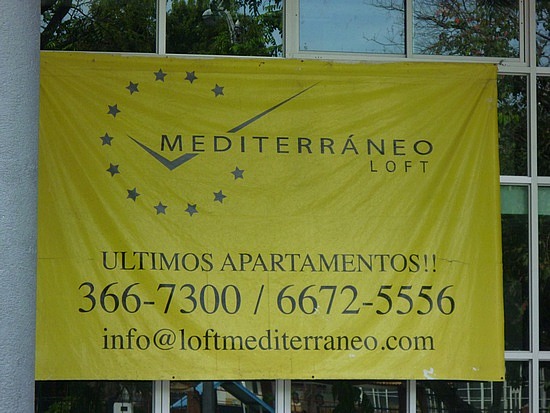 MEDITERRÁNEO
LOFT
ULTIMOS APARTAMENTOS!!
366-7300 / 6672-5556
info@loftmediterraneo.com